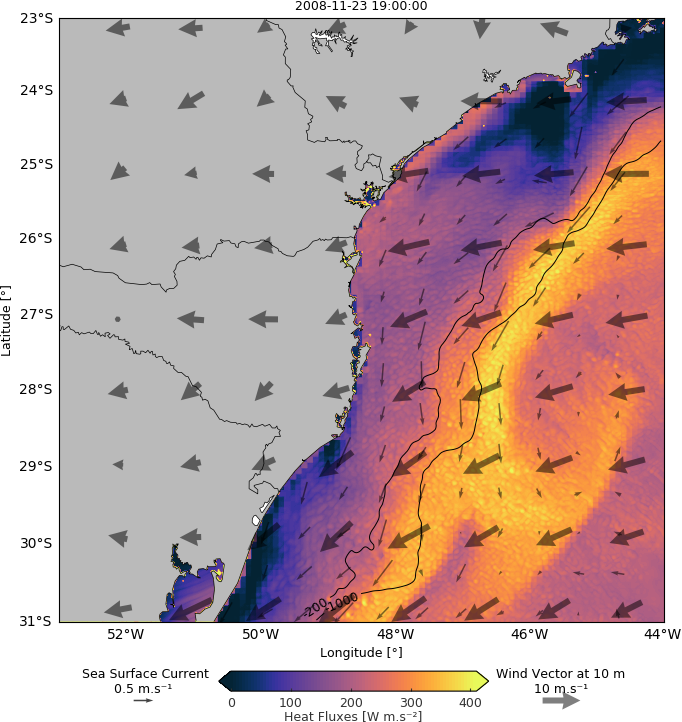 2008-11-23 19:00:00
23°S
24°S
25°S
26°S
27°S
28°S
29°S
30°S
31°S
Latitude [°]
-200
-1000
52°W 50°W 48°W 46°W 44°W
Longitude [°]
Sea Surface Current
0.5 m.s⁻¹
Wind Vector at 10 m
10 m.s⁻¹
0 100 200 300 400
Heat Fluxes [W m.s⁻²]